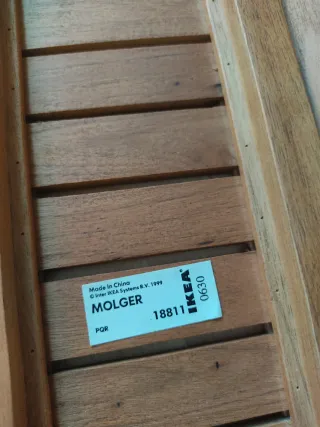 Made in China
© Inter IKEA Systems B.V. 1999
MOLGER
PQR
18811
IKEA®
0630